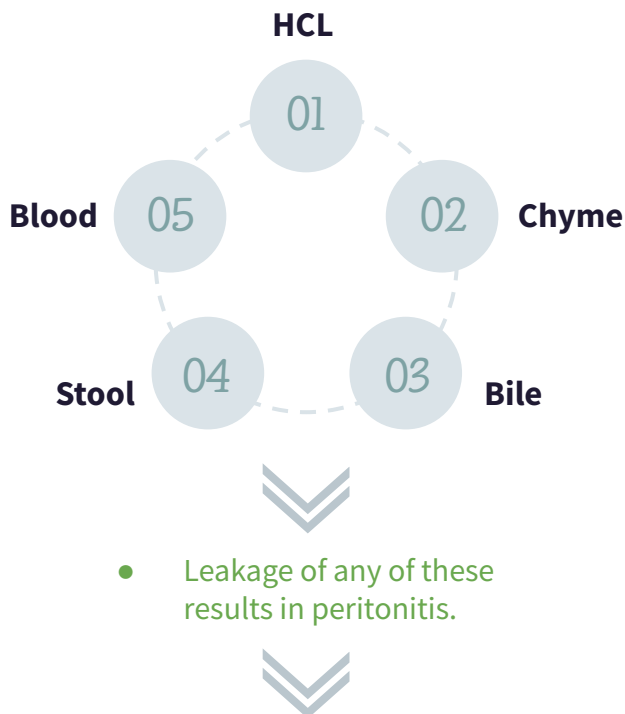 HCL
01
02
Chyme
03
Bile
04
Stool
05
Blood
● Leakage of any of these
results in peritonitis.